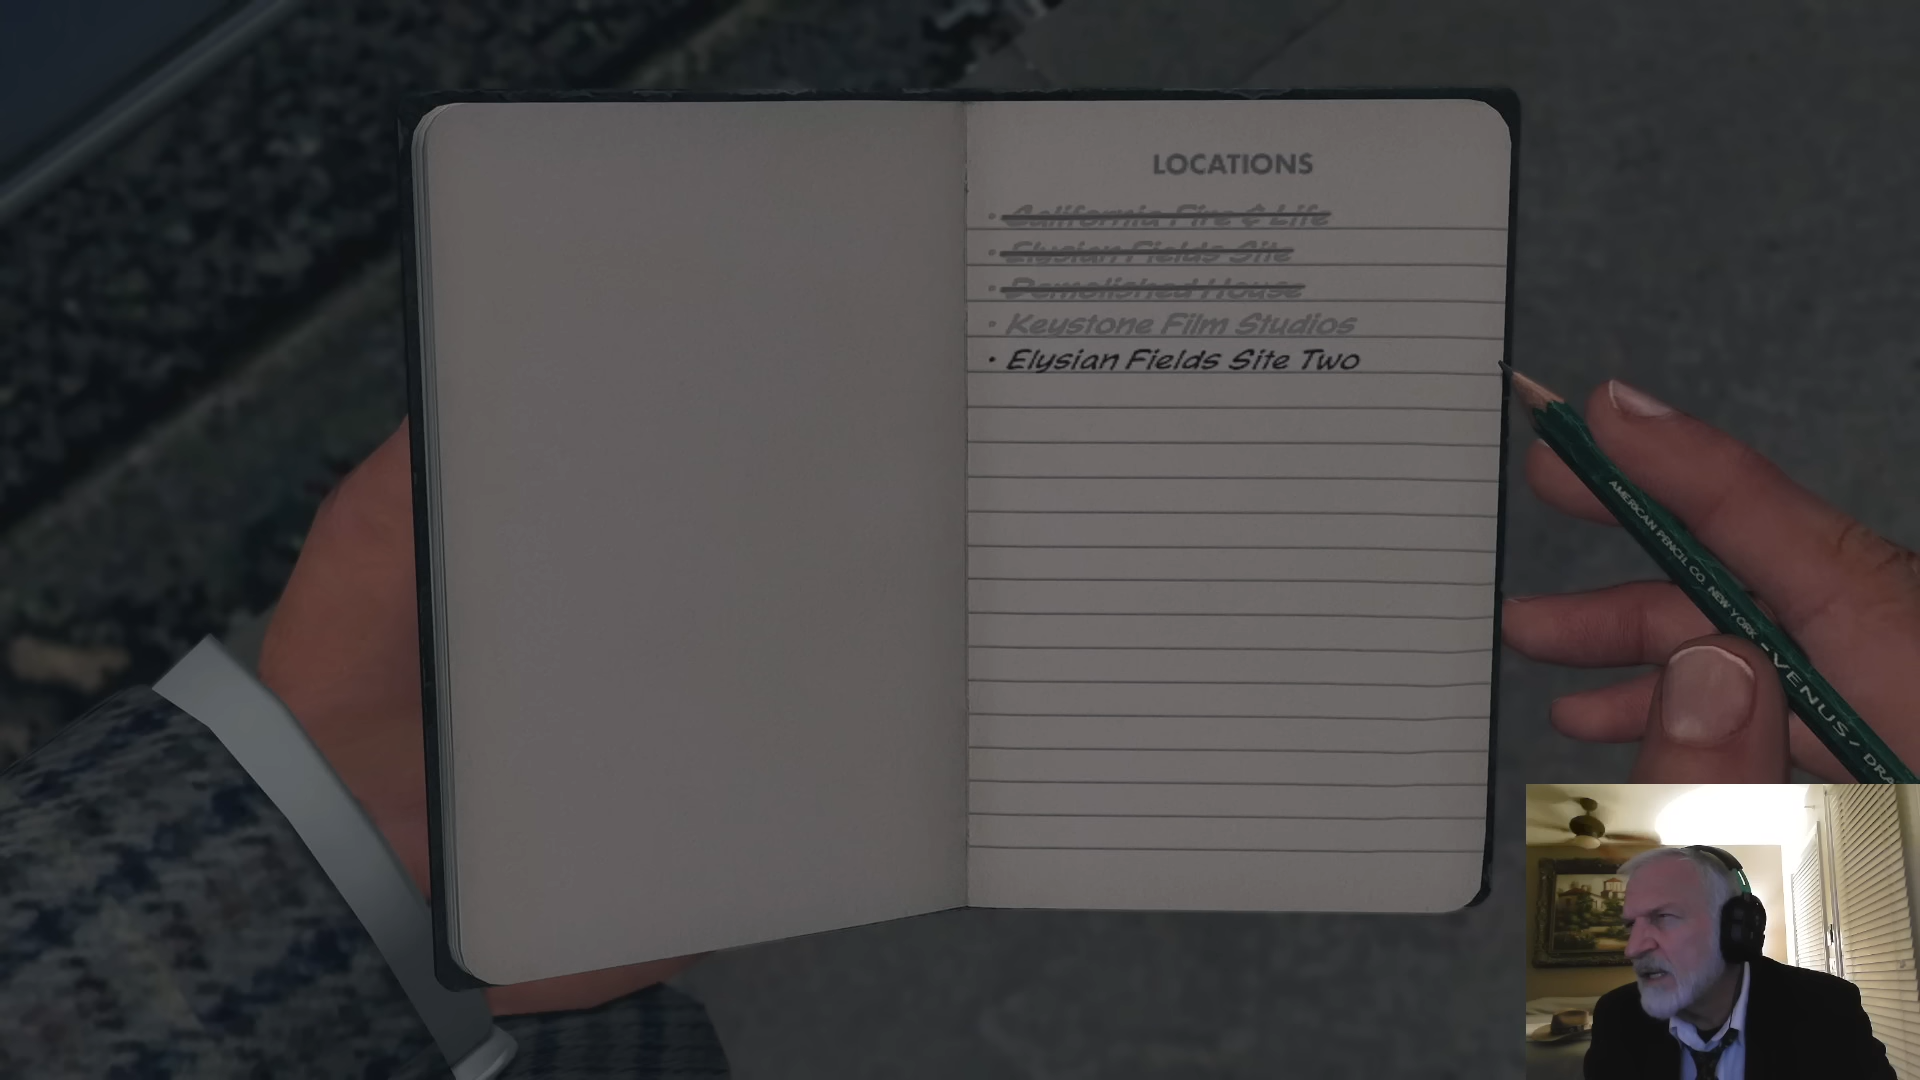 LOCATIONS
• California Fire & Life
• Elysian Fields Site
• Demolished House
• Keystone Film Studios
• Elysian Fields Site Two
AMERICAN PENCIL CO. NEW YORK
VENUS
DRA